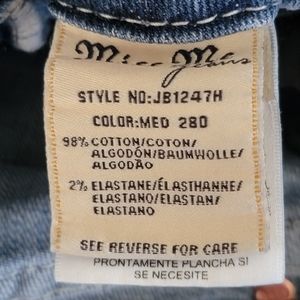 Miss Me
Jeans
STYLE NO:JB1247H
COLOR:MED 280
98% COTTON/COTON/
ALGODÓN/BAUMWOLLE/
ALGODÃO
2% ELASTANE/ÉLASTHANNE/
ELASTANO/ELASTAN/
ELASTANO
SEE REVERSE FOR CARE
PRONTAMENTE PLANCHA SI
SE NECESITE